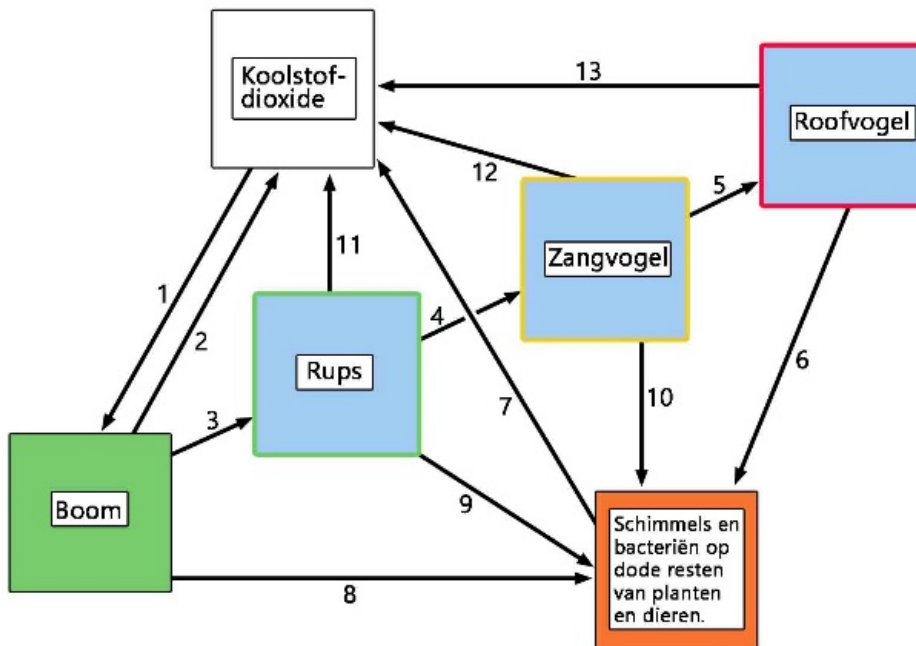 Koolstof-
dioxide
13
Roofvogel
12
5
Zangvogel
11
1
2
4
Rups
6
3
7
10
9
Boom
Schimmels en
bacteriën op
dode resten
van planten
en dieren.
8